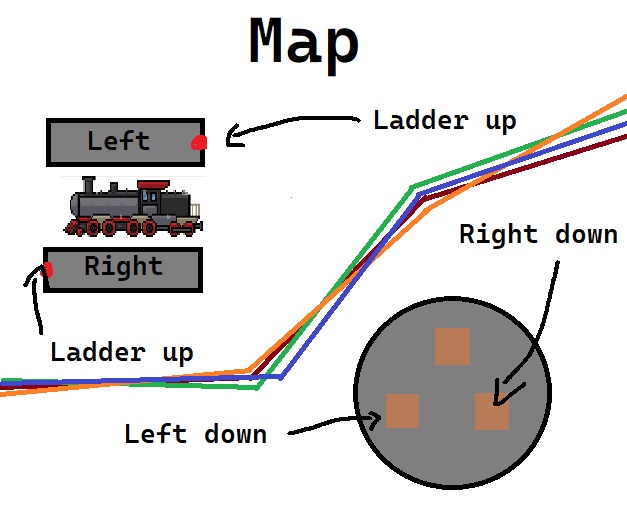 Map
Left
Ladder up
Right down
Right
Ladder up
Left down